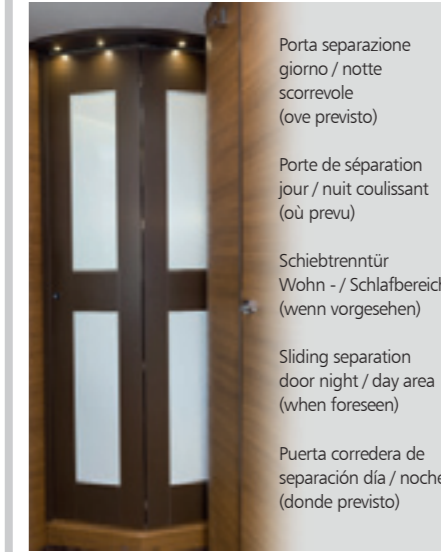 Porta separazione
giorno / notte
scorrevole
(ove previsto)
Porte de séparation
jour / nuit coulissant
(où prevu)
Schiebtrenntür
Wohn - / Schlafbereich
(wenn vorgesehen)
Sliding separation
door night / day area
(when foreseen)
Puerta corredera de
separación día / noche
(donde previsto)